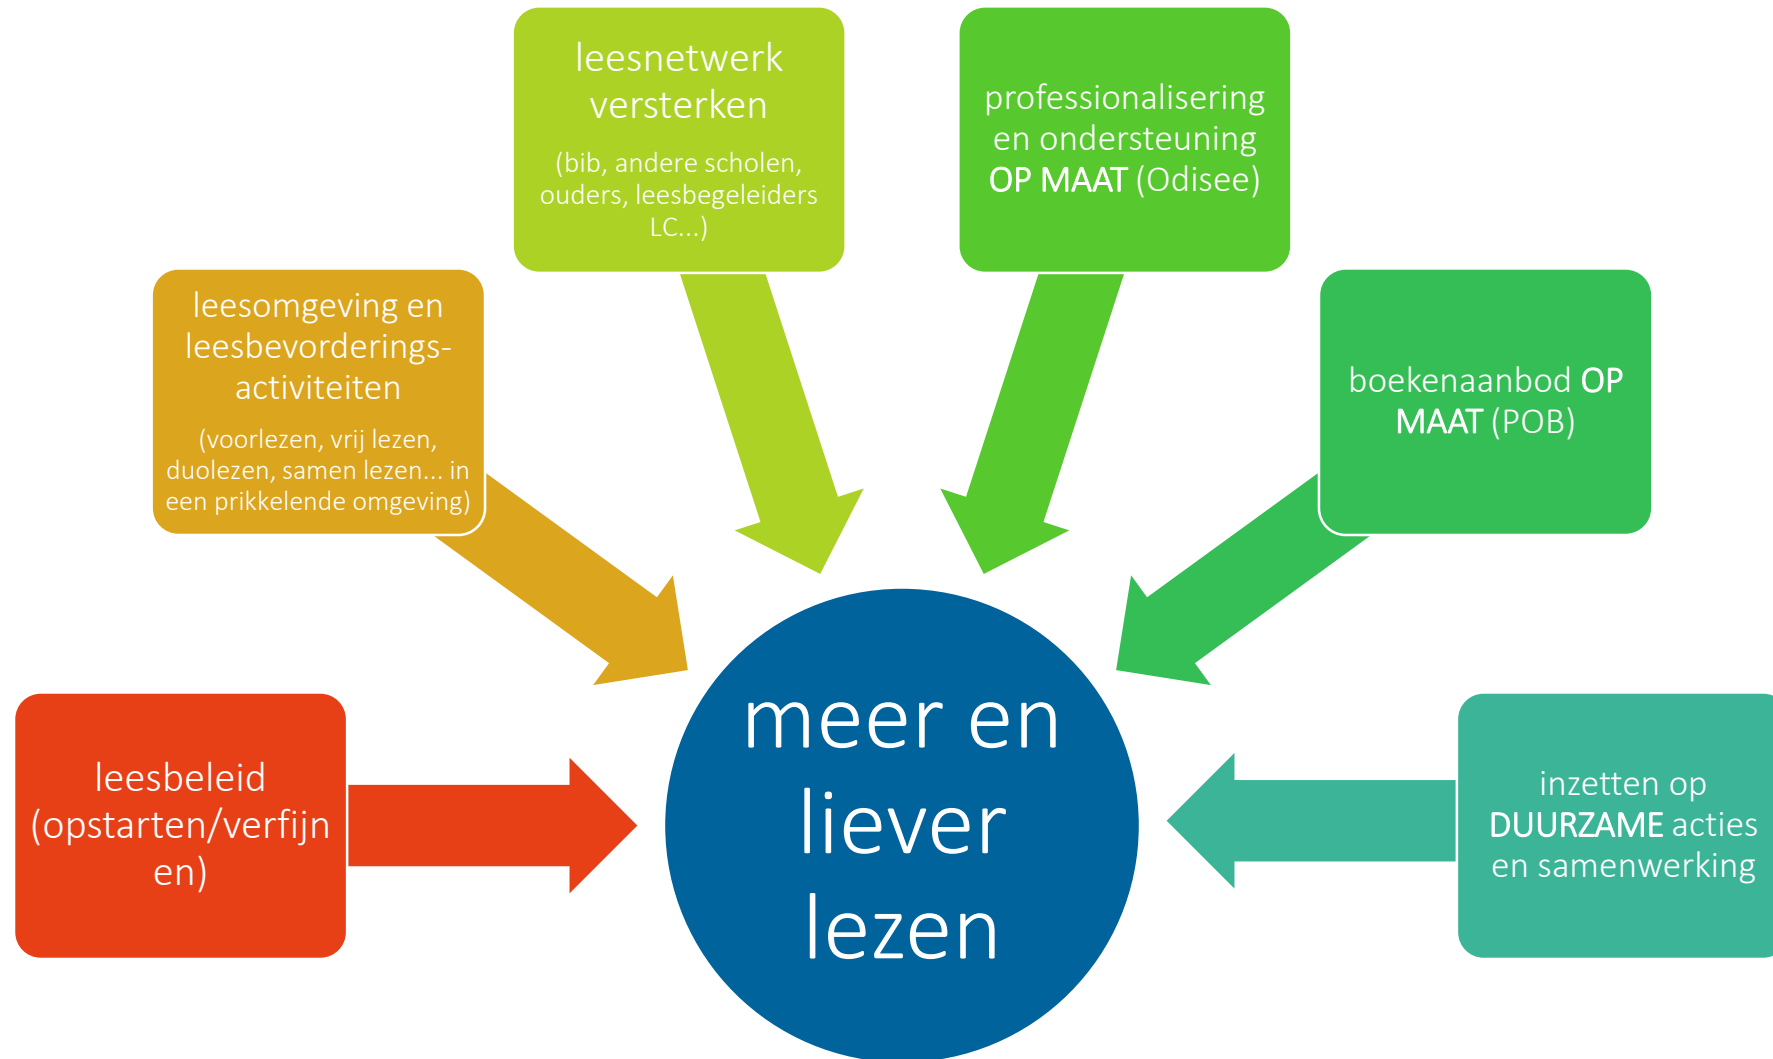 leesnetwerk
versterken
(bib, andere scholen,
ouders, leesbegeleiders
LC...)
professionalisering
en ondersteuning
OP MAAT (Odisee)
leesomgeving en
leesbevorderings-
activiteiten
(voorlezen, vrij lezen,
duolezen, samen lezen... in
een prikkelende omgeving)
boekenaanbod OP
MAAT (POB)
leesbeleid
(opstarten/verfijn
en)
meer en
liever
lezen
inzetten op
DUURZAME acties
en samenwerking